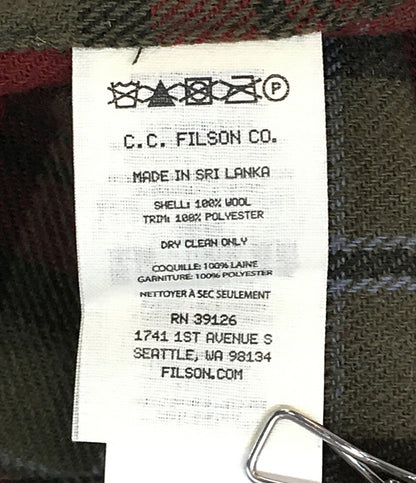 P
C.C. FILSON CO.
MADE IN SRI LANKA
SHELL: 100% WOOL
TRIM: 100% POLYESTER
DRY CLEAN ONLY
COQUILLE: 100% LAINE
GARNITURE: 100% POLYESTER
NETTOYER À SEC SEULEMENT
RN 39126
1741 1ST AVENUE S
SEATTLE, WA 98134
FILSON.COM